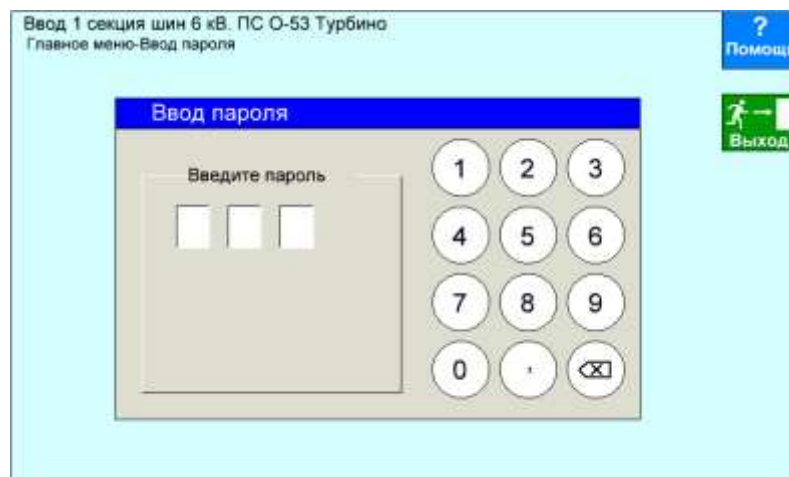 Ввод 1 секция шин 6 кВ. ПС О-53 Турбино
Главное меню-Ввод пароля
?
Помощь
Выход
Ввод пароля
Введите пароль
1 2 3
4 5 6
7 8 9
0 ,